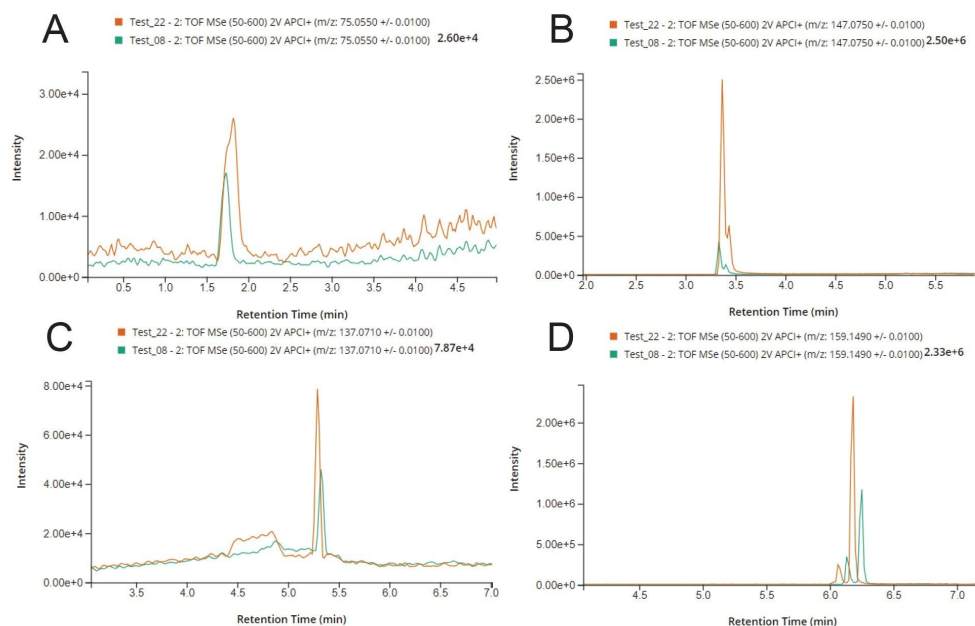 A
Test_22 - 2: TOF MSe (50-600) 2V APCI+ (m/z: 75.0550 +/- 0.0100)
Test_08 - 2: TOF MSe (50-600) 2V APCI+ (m/z: 75.0550 +/- 0.0100) 2.60e+4
3.00e+4
2.00e+4
1.00e+4
0.00e+4
Intensity
0.5 1.0 1.5 2.0 2.5 3.0 3.5 4.0 4.5
Retention Time (min)
B
Test_22 - 2: TOF MSe (50-600) 2V APCI+ (m/z: 147.0750 +/- 0.0100)
Test_08 - 2: TOF MSe (50-600) 2V APCI+ (m/z: 147.0750 +/- 0.0100) 2.50e+6
2.50e+6
2.00e+6
1.50e+6
1.00e+6
5.00e+5
0.00e+6
Intensity
2.0 2.5 3.0 3.5 4.0 4.5 5.0 5.5
Retention Time (min)
C
Test_22 - 2: TOF MSe (50-600) 2V APCI+ (m/z: 137.0710 +/- 0.0100)
Test_08 - 2: TOF MSe (50-600) 2V APCI+ (m/z: 137.0710 +/- 0.0100) 7.87e+4
8.00e+4
6.00e+4
4.00e+4
2.00e+4
0.00e+4
Intensity
3.5 4.0 4.5 5.0 5.5 6.0 6.5 7.0
Retention Time (min)
D
Test_22 - 2: TOF MSe (50-600) 2V APCI+ (m/z: 159.1490 +/- 0.0100)
Test_08 - 2: TOF MSe (50-600) 2V APCI+ (m/z: 159.1490 +/- 0.0100) 2.33e+6
2.00e+6
1.50e+6
1.00e+6
5.00e+5
0.00e+6
Intensity
4.5 5.0 5.5 6.0 6.5 7.0
Retention Time (min)